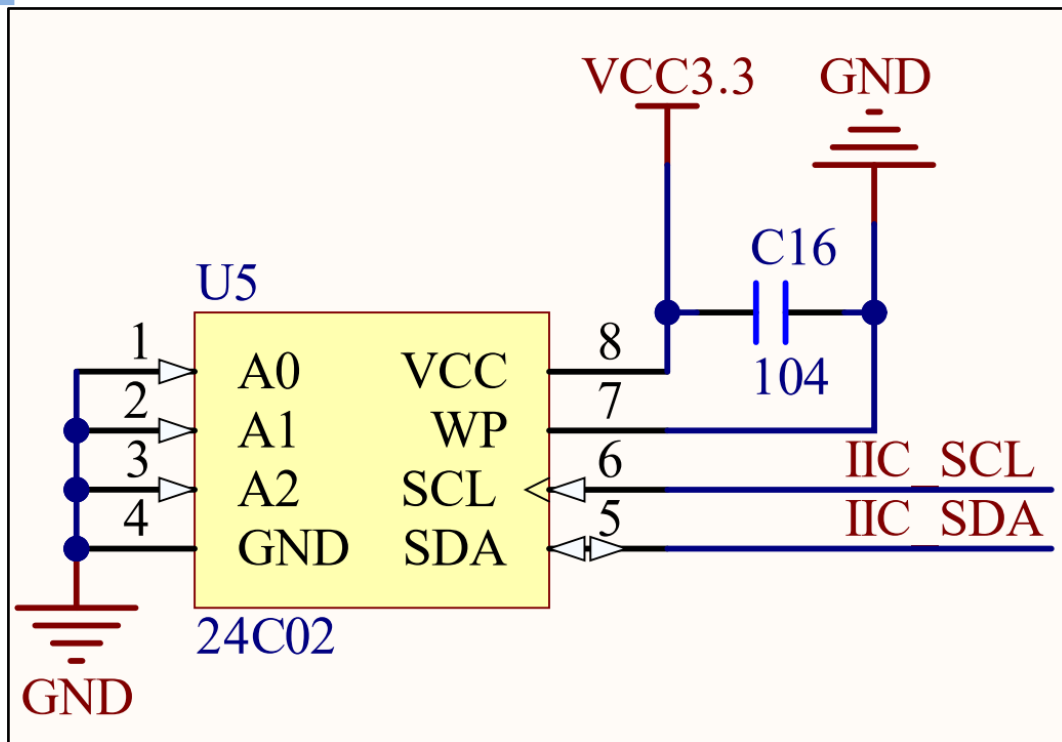 VCC3.3 GND
C16
U5
104
1 A0 VCC 8
2 A1 WP 7
3 A2 SCL 6 IIC_SCL
4 GND SDA 5 IIC_SDA
24C02
GND